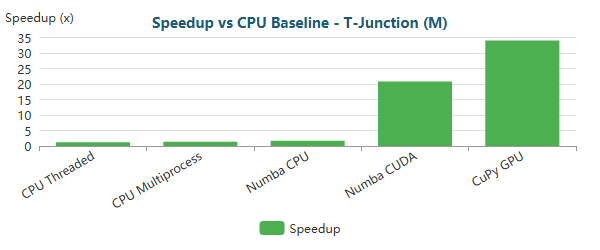 Speedup (x)
Speedup vs CPU Baseline - T-Junction (M)
35
30
25
20
15
10
5
0
CPU Threaded
CPU Multiprocess
Numba CPU
Numba CUDA
CuPy GPU
Speedup